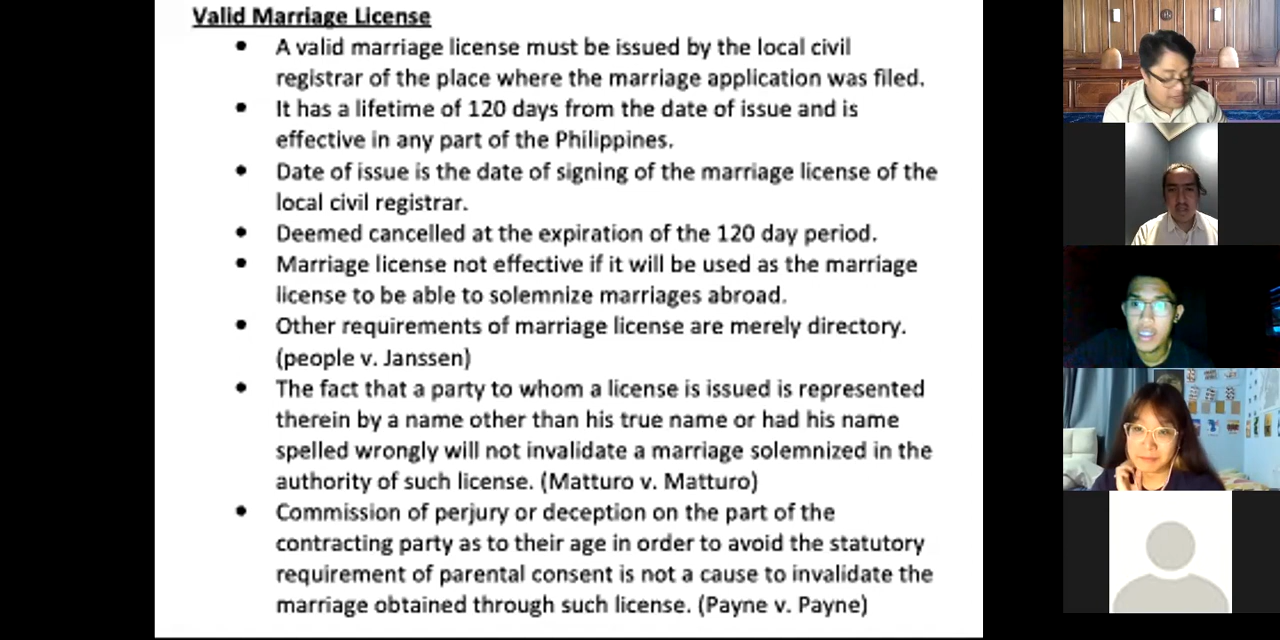 Valid Marriage License
• A valid marriage license must be issued by the local civil
registrar of the place where the marriage application was filed.
• It has a lifetime of 120 days from the date of issue and is
effective in any part of the Philippines.
• Date of issue is the date of signing of the marriage license of the
local civil registrar.
• Deemed cancelled at the expiration of the 120 day period.
• Marriage license not effective if it will be used as the marriage
license to be able to solemnize marriages abroad.
• Other requirements of marriage license are merely directory.
(people v. Janssen)
• The fact that a party to whom a license is issued is represented
therein by a name other than his true name or had his name
spelled wrongly will not invalidate a marriage solemnized in the
authority of such license. (Matturo v. Matturo)
• Commission of perjury or deception on the part of the
contracting party as to their age in order to avoid the statutory
requirement of parental consent is not a cause to invalidate the
marriage obtained through such license. (Payne v. Payne)